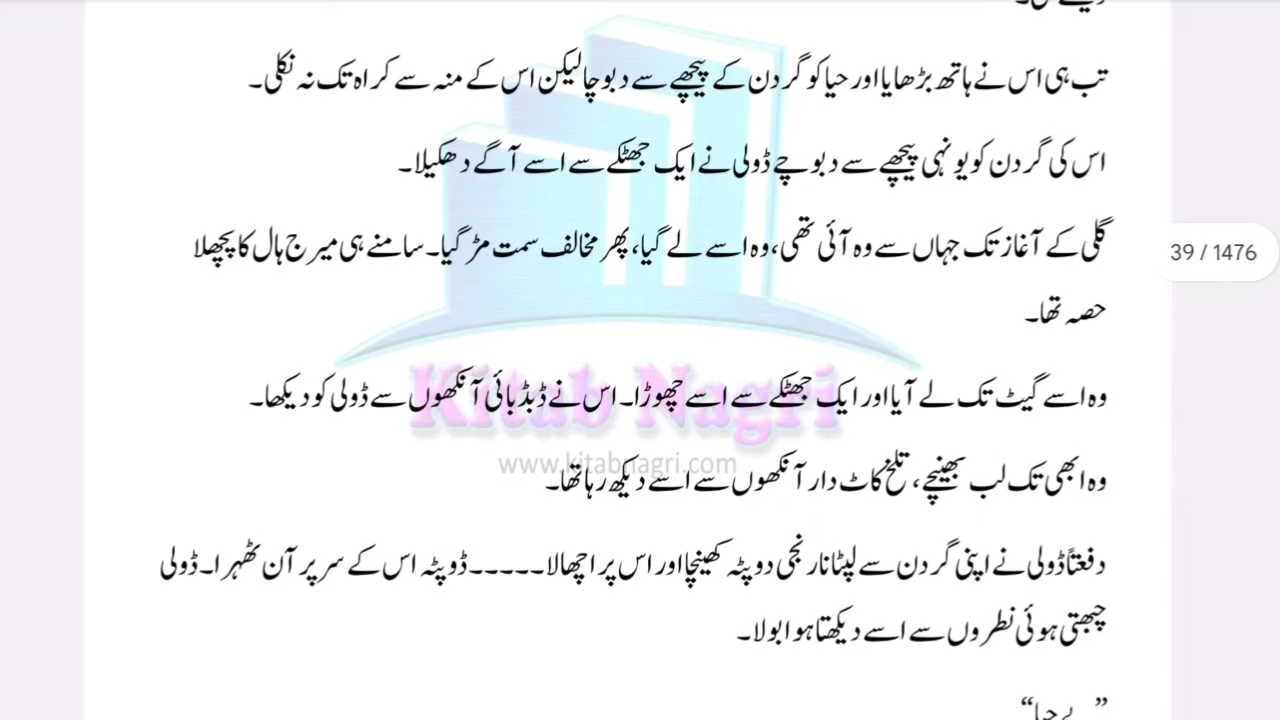 تب ہی اس نے ہاتھ بڑھایا اور حیا کو گردن کے پیچھے سے دبوچا لیکن اس کے منہ سے کراہ تک نہ نکلی۔
اس کی گردن کو یونہی پیچھے سے دبوچے ڈولی نے ایک جھٹکے سے اسے آگے دھکیلا۔
گلی کے آغاز تک جہاں سے وہ آئی تھی، وہ اسے لے گیا، پھر مخالف سمت مڑ گیا۔ سامنے ہی میرج ہال کا پچھلا
39 / 1476
حصہ تھا۔
وہ اسے گیٹ تک لے آیا اور ایک جھٹکے سے اسے چھوڑا۔ اس نے ڈبڈبائی آنکھوں سے ڈولی کو دیکھا۔
Kitab Nagri
www.kitabnagri.com
وہ ابھی تک لب بھینچے، تلخ کاٹ دار آنکھوں سے اسے دیکھ رہا تھا۔
دفعتاً ڈولی نے اپنی گردن سے لپٹا نارنجی دوپٹہ کھینچا اور اس پر اچھالا۔۔۔۔۔ ڈوپٹہ اس کے سر پر آن ٹھہرا۔ ڈولی
چبھتی ہوئی نطروں سے اسے دیکھتا ہوا بولا۔